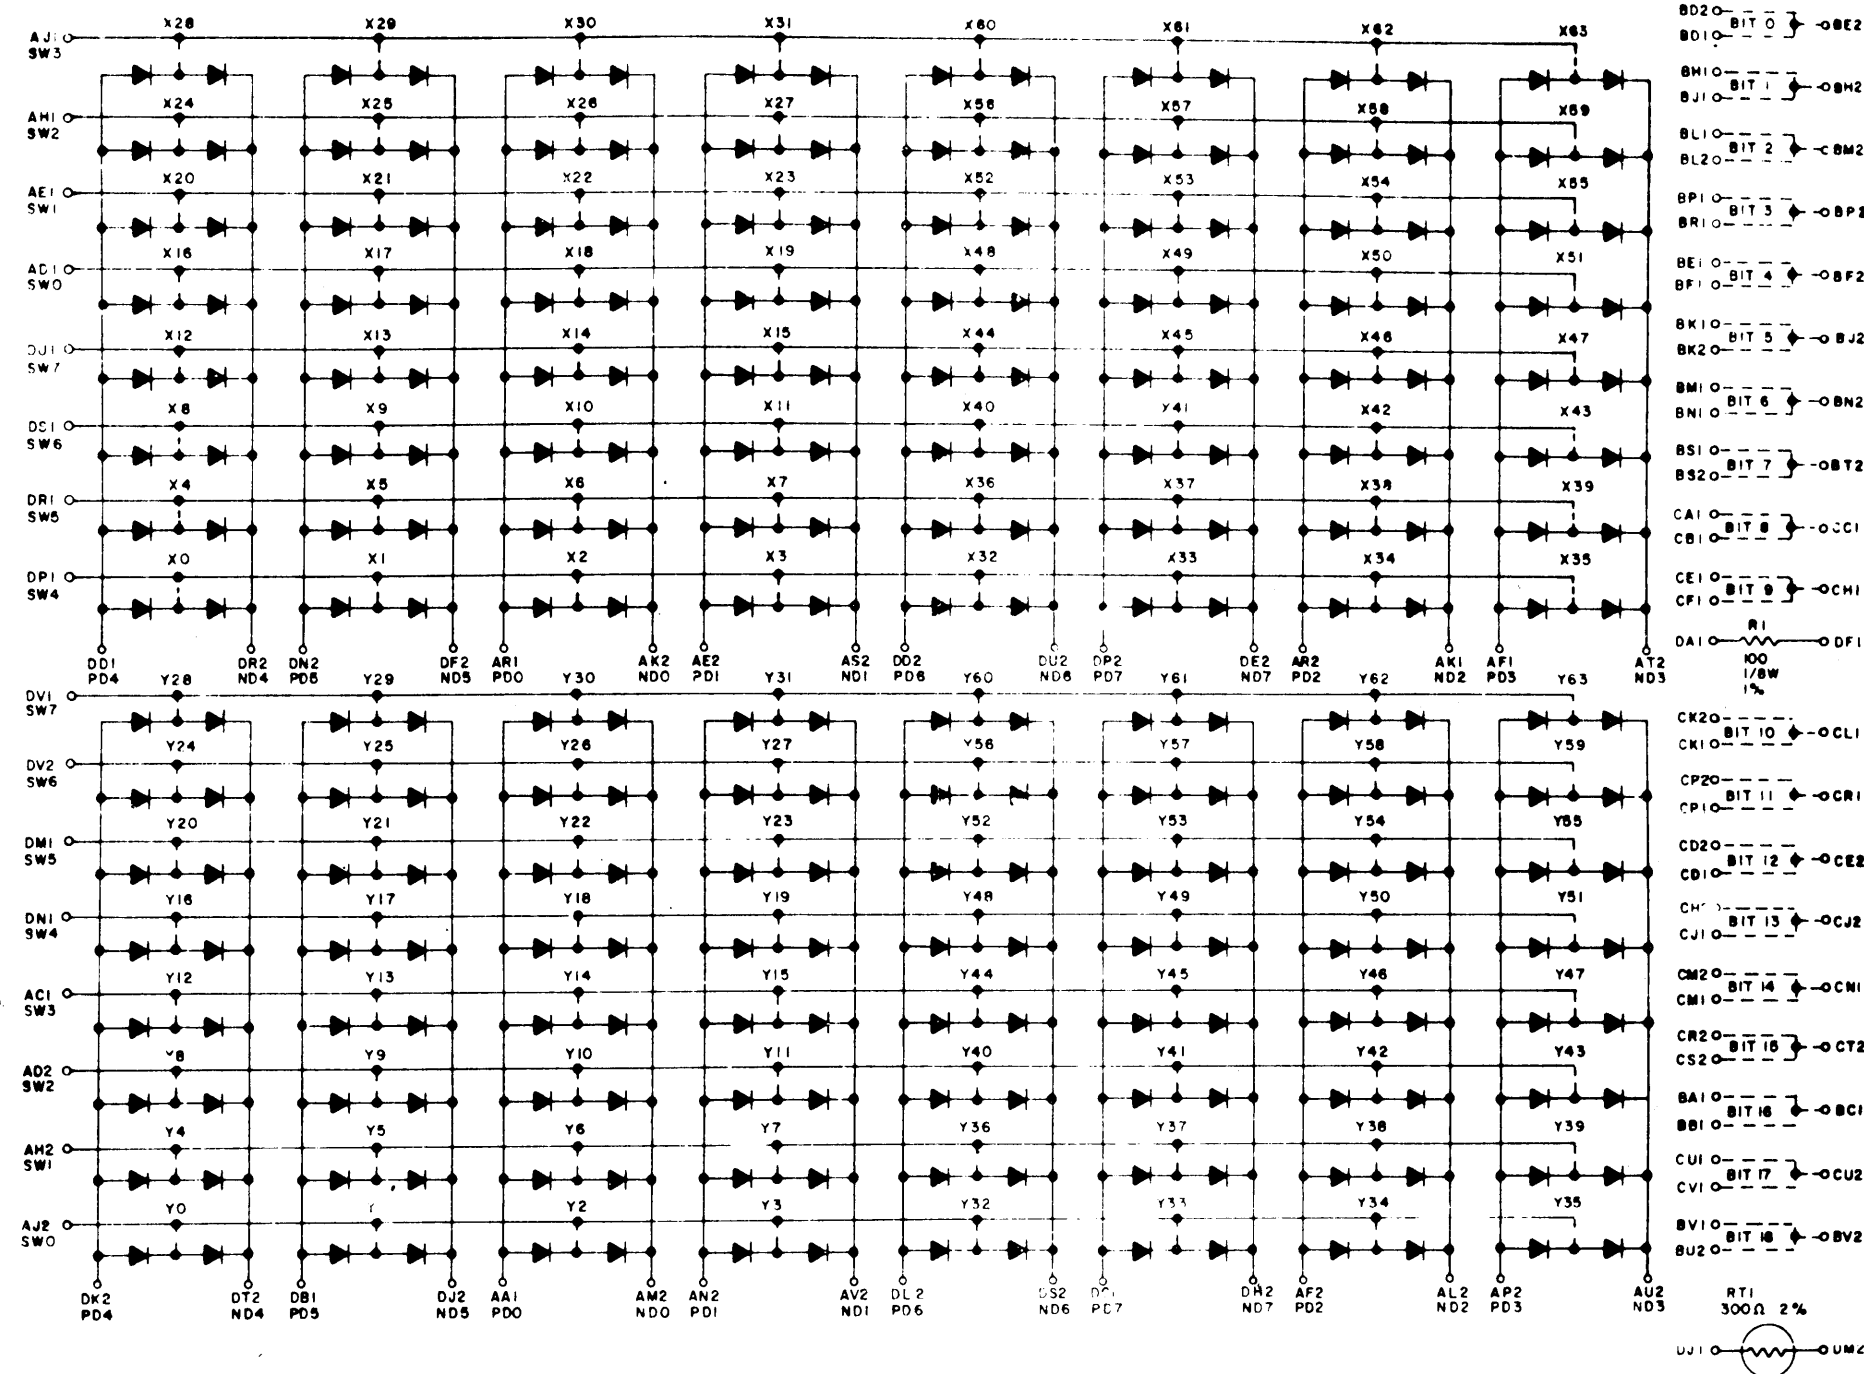 X28 X29 X30 X31 X60 X61 X62 X63
AJ1
SW3
X24 X25 X26 X27 X56 X57 X58 X59
AH1
SW2
X20 X21 X22 X23 X52 X53 X54 X55
AE1
SW1
X16 X17 X18 X19 X48 X49 X50 X51
AD1
SW0
X12 X13 X14 X15 X44 X45 X46 X47
DJ1
SW7
X8 X9 X10 X11 X40 X41 X42 X43
DS1
SW6
X4 X5 X6 X7 X36 X37 X38 X39
DR1
SW5
X0 X1 X2 X3 X32 X33 X34 X35
DP1
SW4
DD1 DR2 DN2 DF2 AR1 AK2 AE2 AS2 DD2 DU2 DP2 DE2 AR2 AK1 AF1 AT2
PD4 ND4 PD5 ND5 PD0 ND0 PD1 ND1 PD6 ND6 PD7 ND7 PD2 ND2 PD3 ND3
Y28 Y29 Y30 Y31 Y60 Y61 Y62 Y63
DV1
SW7
Y24 Y25 Y26 Y27 Y56 Y57 Y58 Y59
DV2
SW6
Y20 Y21 Y22 Y23 Y52 Y53 Y54 Y55
DM1
SW5
Y16 Y17 Y18 Y19 Y48 Y49 Y50 Y51
DN1
SW4
Y12 Y13 Y14 Y15 Y44 Y45 Y46 Y47
AC1
SW3
Y8 Y9 Y10 Y11 Y40 Y41 Y42 Y43
AD2
SW2
Y4 Y5 Y6 Y7 Y36 Y37 Y38 Y39
AH2
SW1
Y0 Y2 Y3 Y32 Y33 Y34 Y35
AJ2
SW0
DK2 DT2 DB1 DJ2 AA1 AM2 AN2 AV2 DL2 DS2 DH2 AF2 AL2 AP2 AU2
PD4 ND4 PD5 ND5 PD0 ND0 PD1 ND1 PD6 ND6 PD7 ND7 PD2 ND2 PD3 ND3
BD2
BIT 0 BE2
BD1
BH1
BIT 1 BH2
BJ1
BL1
BIT 2 BM2
BL2
BP1
BIT 3 BP2
BR1
BE1
BIT 4 BF2
BF1
BK1
BIT 5 BJ2
BK2
BM1
BIT 6 BN2
BN1
BS1
BIT 7 BT2
BS2
CA1
BIT 8 CC1
CB1
CE1
BIT 9 CH1
CF1
R1
DA1 DF1
100
1/8W
1%
CK2
BIT 10 CL1
CK1
CP2
BIT 11 CR1
CP1
CD2
BIT 12 CE2
CD1
BIT 13 CJ2
CJ1
CM2
BIT 14 CN1
CM1
CR2
BIT 15 CT2
CS2
BA1
BIT 16 BC1
BB1
CU1
BIT 17 CU2
CV1
BV1
BIT 18 BV2
BU2
RT1
300Ω 2%